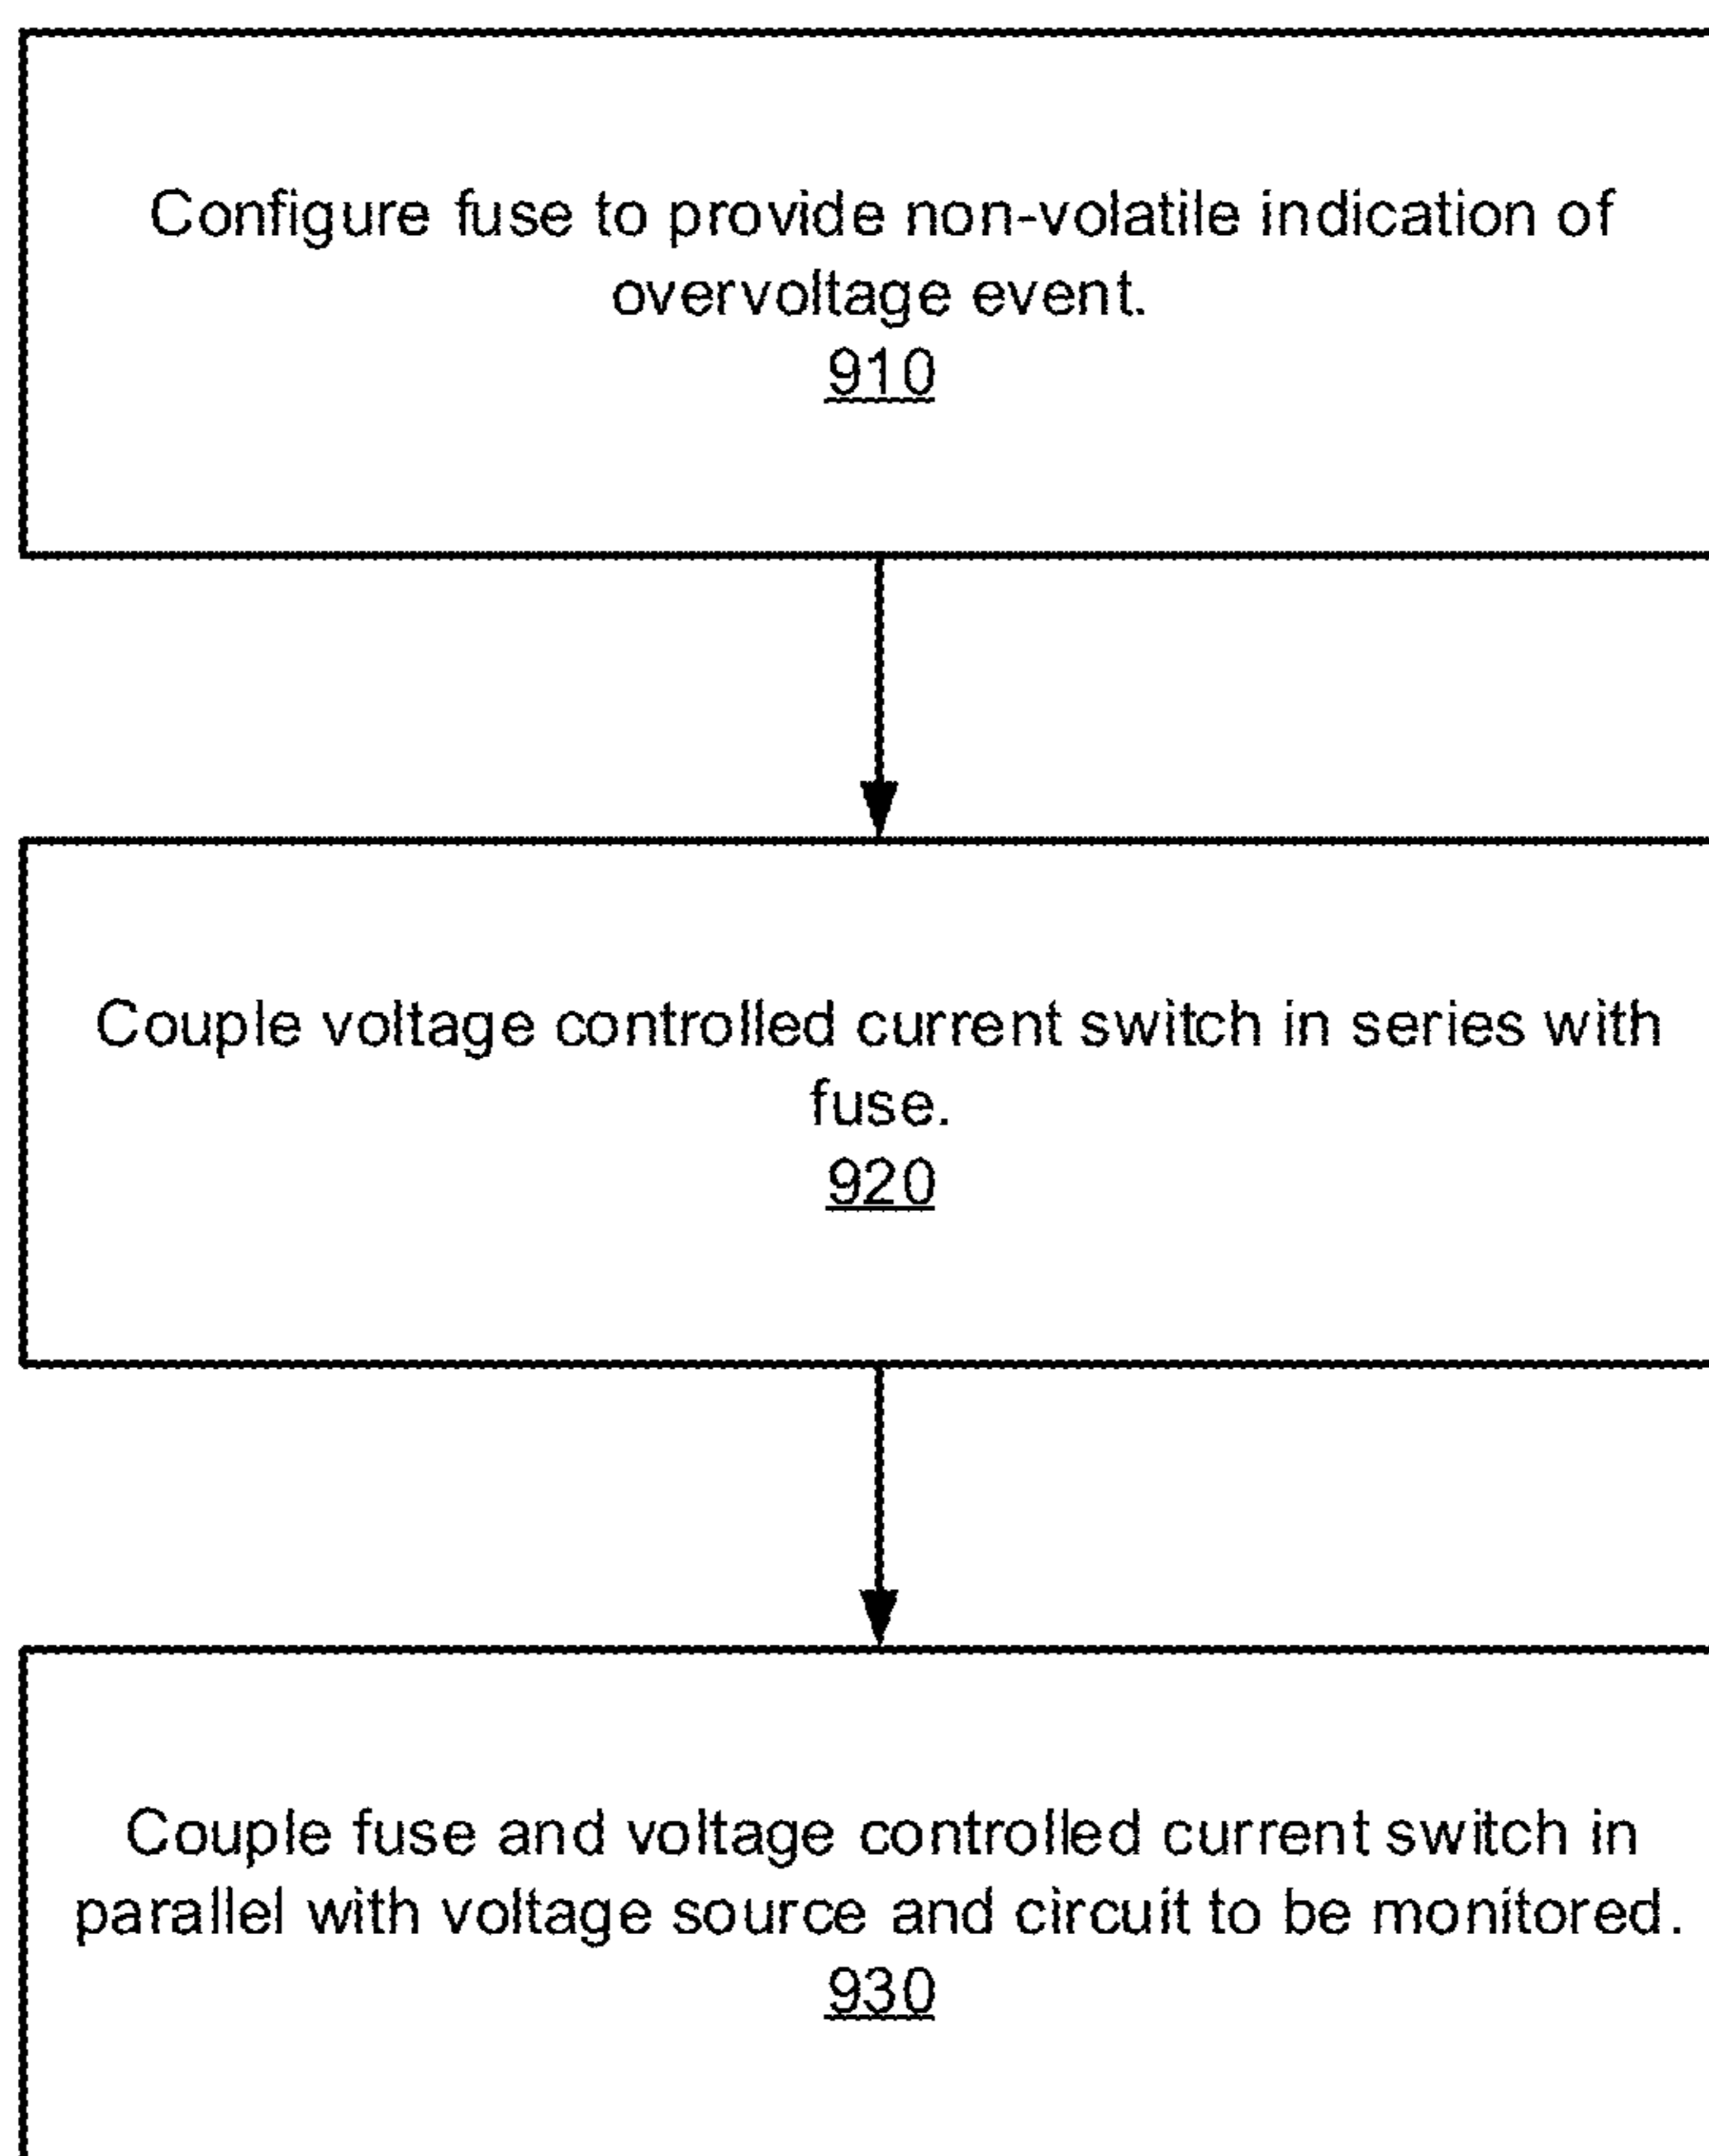 Configure fuse to provide non-volatile indication of
overvoltage event.
910
Couple voltage controlled current switch in series with
fuse.
920
Couple fuse and voltage controlled current switch in
parallel with voltage source and circuit to be monitored.
930